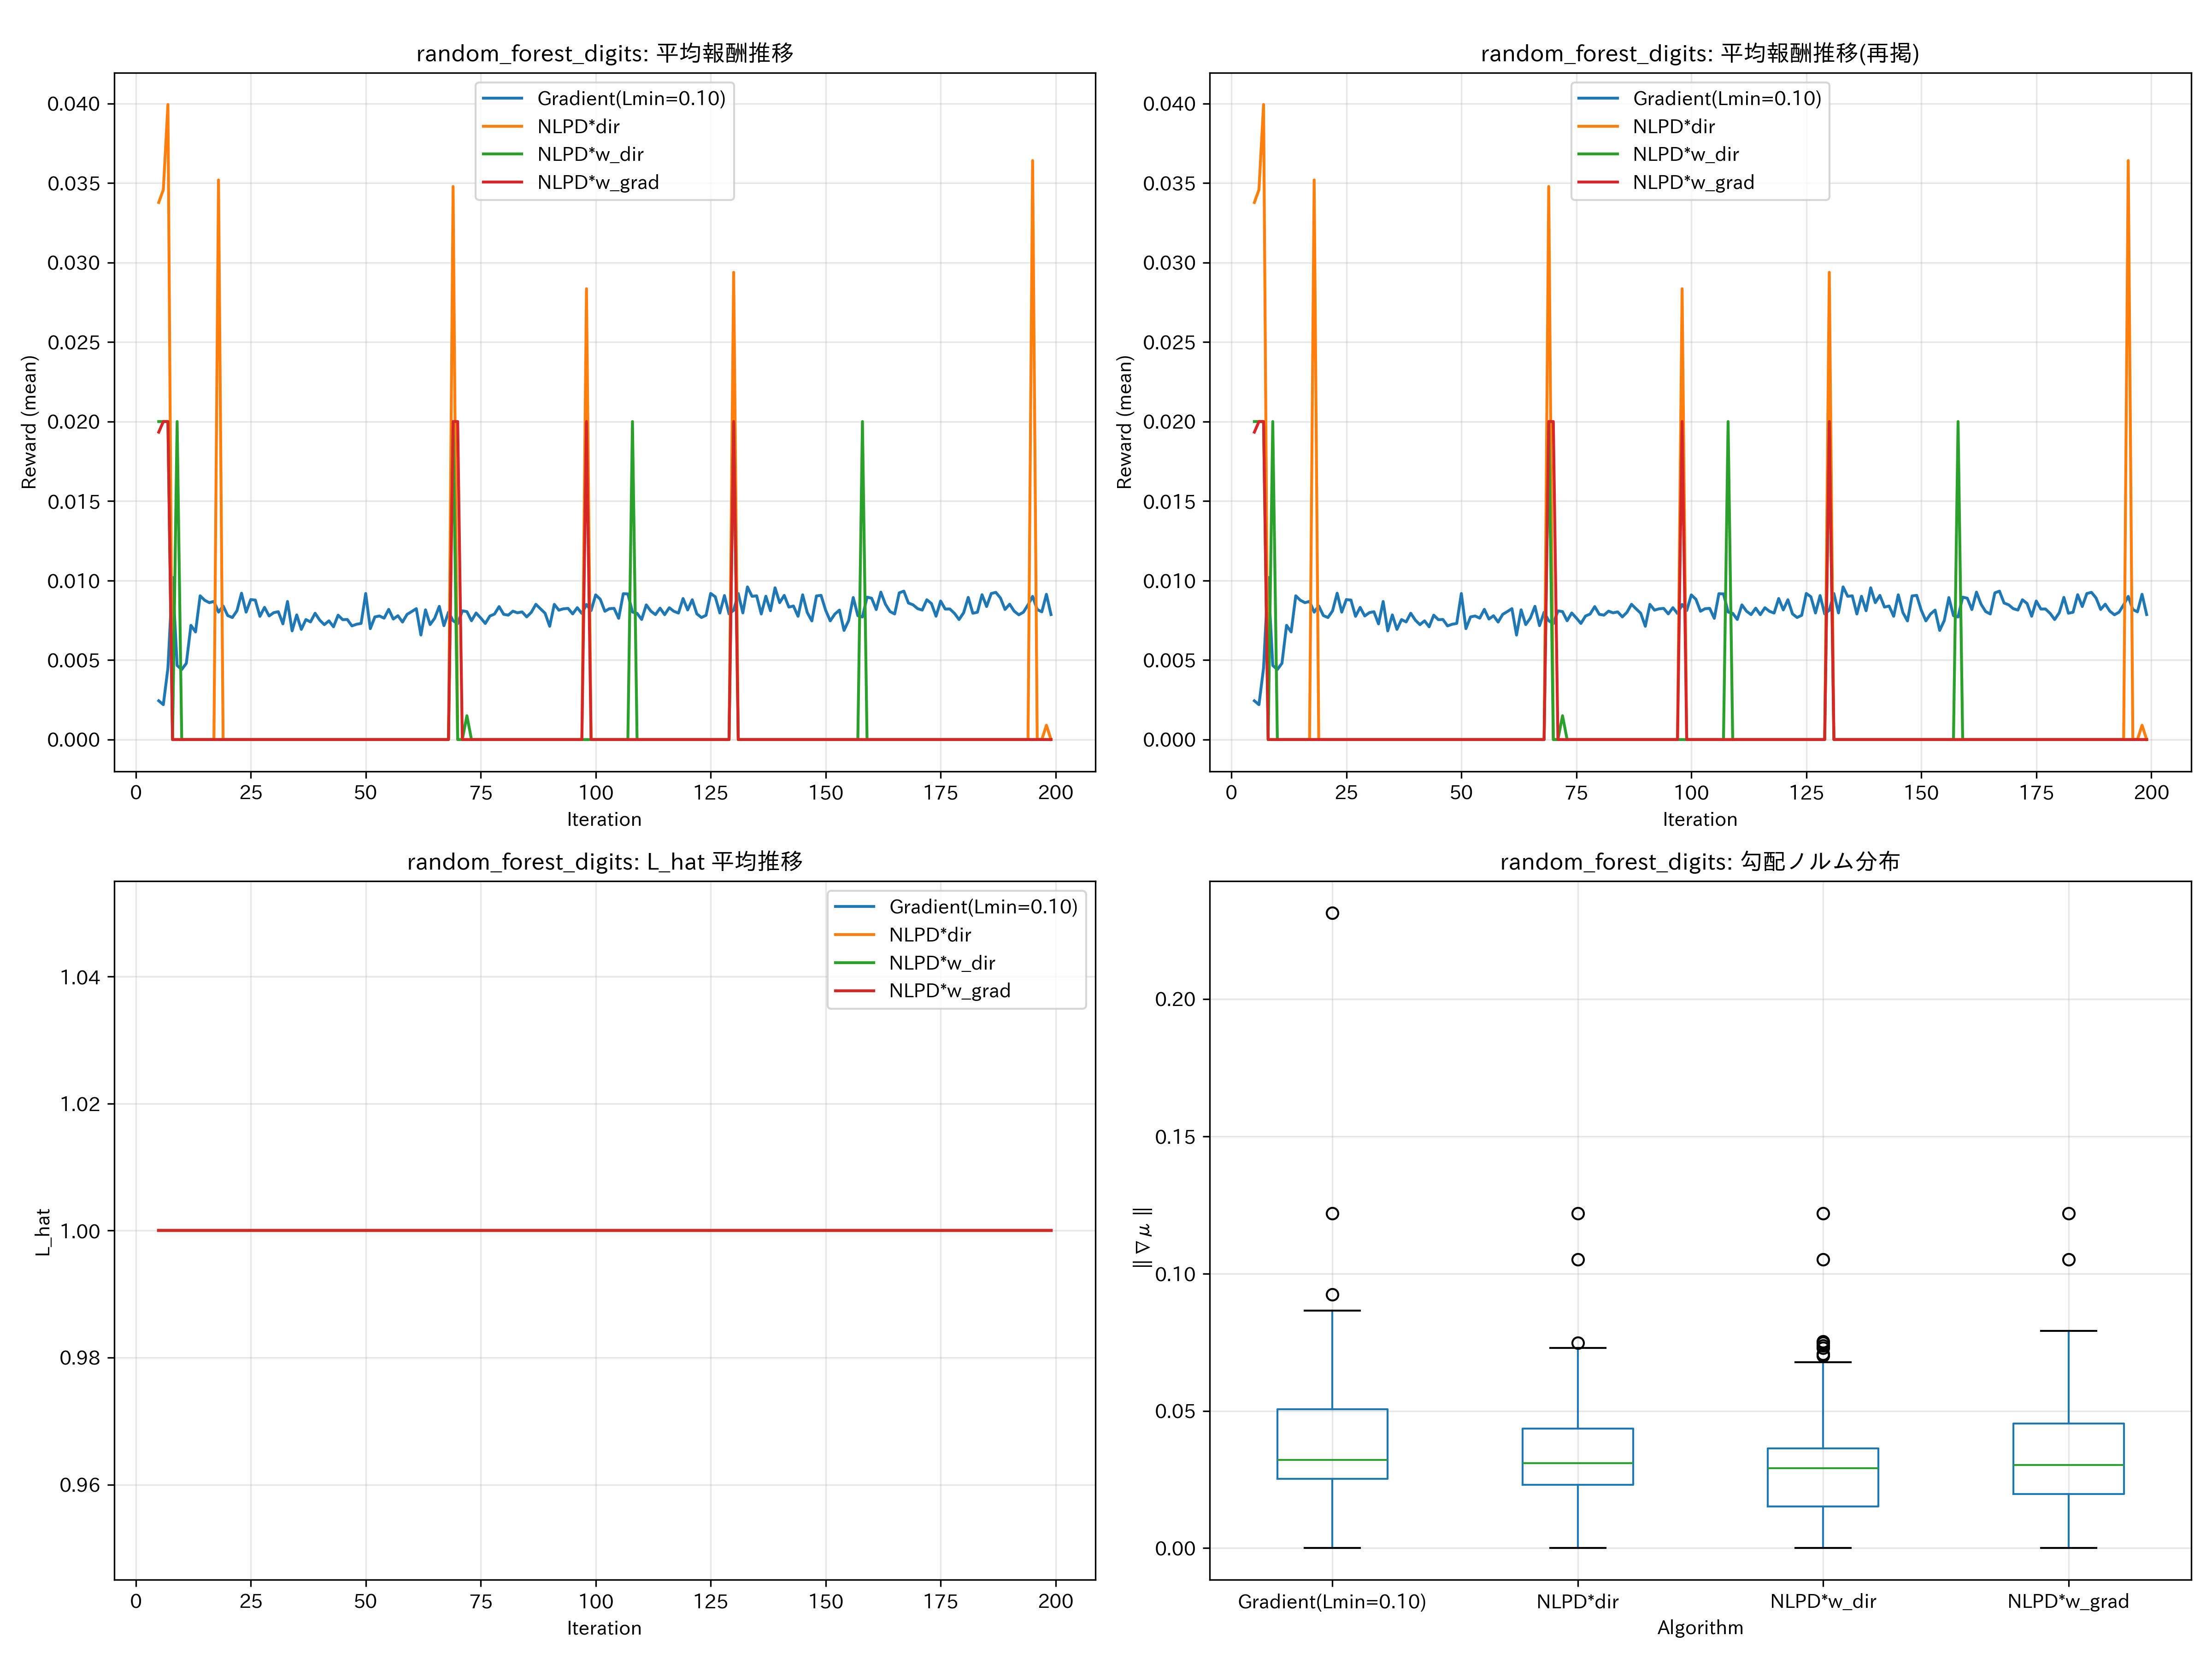 random_forest_digits: 平均報酬推移
0.040
0.035
0.030
0.025
0.020
0.015
0.010
0.005
0.000
Reward (mean)
Gradient(Lmin=0.10)
NLPD*dir
NLPD*w_dir
NLPD*w_grad
0 25 50 75 100 125 150 175 200
Iteration
random_forest_digits: 平均報酬推移(再掲)
0.040
0.035
0.030
0.025
0.020
0.015
0.010
0.005
0.000
Reward (mean)
Gradient(Lmin=0.10)
NLPD*dir
NLPD*w_dir
NLPD*w_grad
0 25 50 75 100 125 150 175 200
Iteration
random_forest_digits: L_hat 平均推移
1.04
1.02
1.00
0.98
0.96
L_hat
Gradient(Lmin=0.10)
NLPD*dir
NLPD*w_dir
NLPD*w_grad
0 25 50 75 100 125 150 175 200
Iteration
random_forest_digits: 勾配ノルム分布
0.20
0.15
0.10
0.05
0.00
‖∇μ‖
Gradient(Lmin=0.10) NLPD*dir NLPD*w_dir NLPD*w_grad
Algorithm